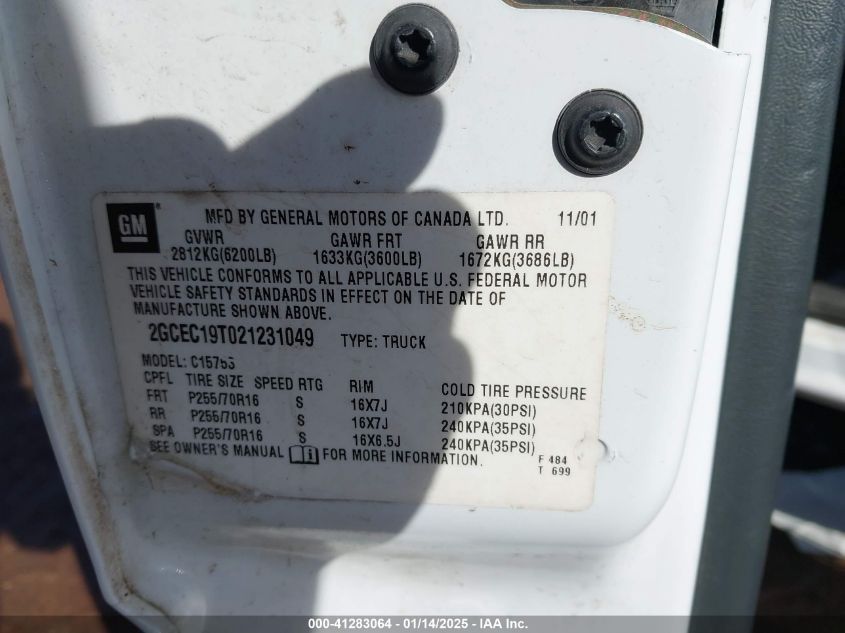 GM®
MFD BY GENERAL MOTORS OF CANADA LTD. 11/01
GVWR GAWR FRT GAWR RR
2812KG(6200LB) 1633KG(3600LB) 1672KG(3686LB)
THIS VEHICLE CONFORMS TO ALL APPLICABLE U.S. FEDERAL MOTOR
VEHICLE SAFETY STANDARDS IN EFFECT ON THE DATE OF
MANUFACTURE SHOWN ABOVE.
2GCEC19T021231049 TYPE: TRUCK
MODEL:
CPFL TIRE SIZE SPEED RTG RIM COLD TIRE PRESSURE
FRT P255/70R16 S 16X7J 210KPA(30PSI)
RR P255/70R16 S 16X7J 240KPA(35PSI)
SPA P255/70R16 S 16X6.5J 240KPA(35PSI)
SEE OWNER'S MANUAL FOR MORE INFORMATION.
F 484
T 699
000-41283064 - 01/14/2025 - IAA Inc.